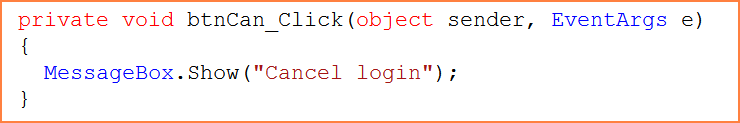 private void btnCan_Click(object sender, EventArgs e)
{
  MessageBox.Show("Cancel login");
}